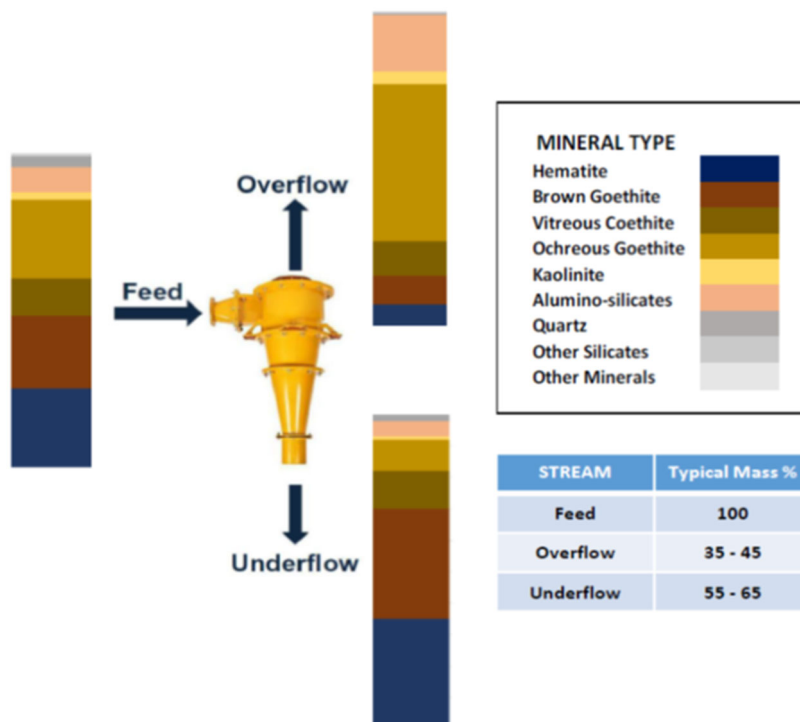 Overflow
Feed
Underflow
MINERAL TYPE
Hematite
Brown Goethite
Vitreous Coethite
Ochreous Goethite
Kaolinite
Alumino-silicates
Quartz
Other Silicates
Other Minerals
STREAM Typical Mass %
Feed 100
Overflow 35 - 45
Underflow 55 - 65